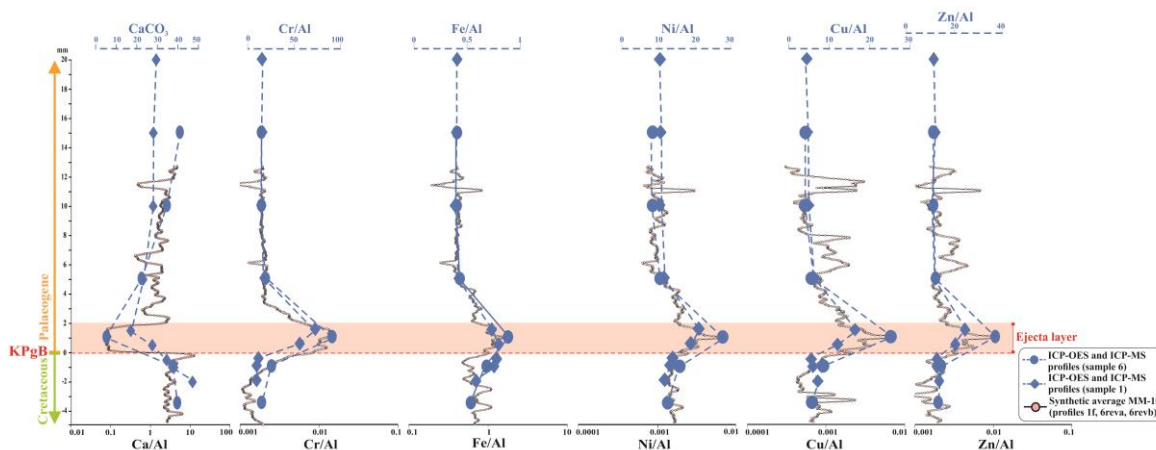 CaCO3
0 10 20 30 40 50
Cr/Al
0 50 100
Fe/Al
0 0.5 1
Ni/Al
0 10 20 30
Cu/Al
0 10 20 30
Zn/Al
0 20 40
mm
20
18
16
14
12
10
8
6
4
2
0
-2
-4
Palaeogene
KPgB
Cretaceous
Ejecta layer
ICP-OES and ICP-MS
profiles (sample 6)
ICP-OES and ICP-MS
profiles (sample 1)
Synthetic average MM-10
(profiles 1f, 6reva, 6revb)
0.01 0.1 1 10 100
Ca/Al
0.001 0.01 0.1
Cr/Al
0.1 1 10
Fe/Al
0.0001 0.001 0.01
Ni/Al
0.0001 0.001 0.01
Cu/Al
0.001 0.01 0.1
Zn/Al